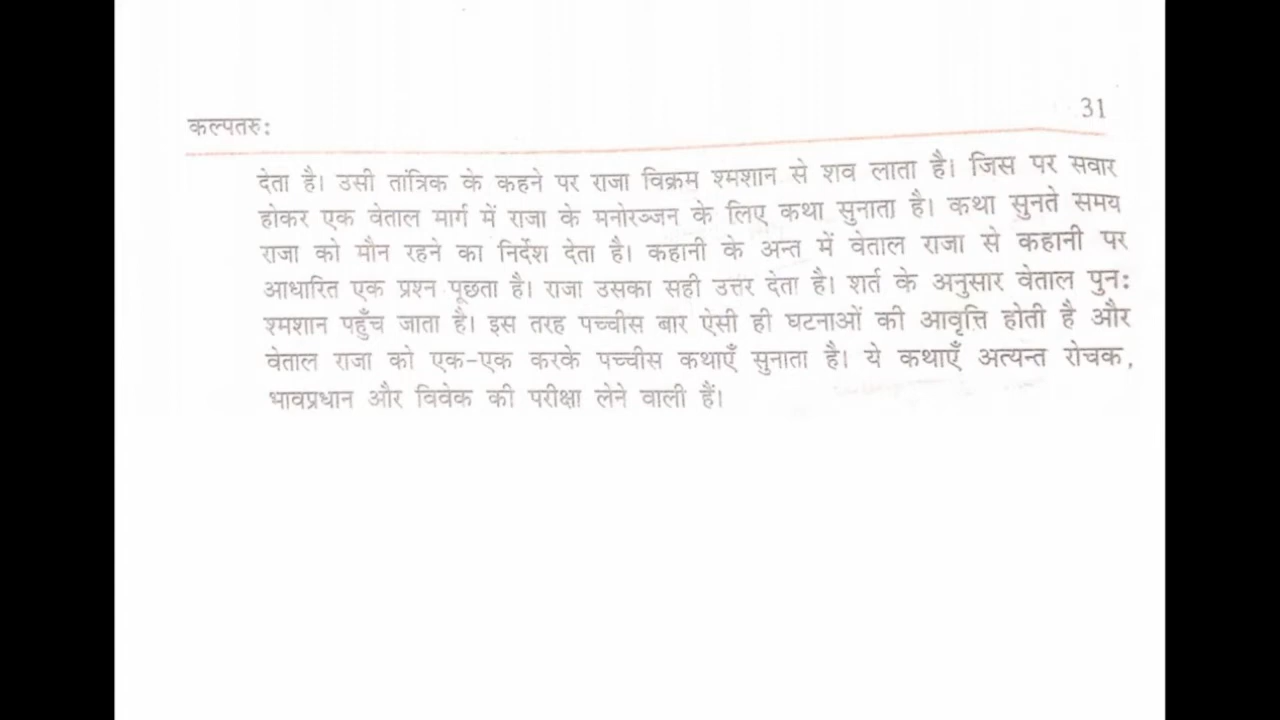 31
कल्पतरुः
देता है। उसी तांत्रिक के कहने पर राजा विक्रम श्मशान से शव लाता है। जिस पर सवार
होकर एक वेताल मार्ग में राजा के मनोरञ्जन के लिए कथा सुनाता है। कथा सुनते समय
राजा को मौन रहने का निर्देश देता है। कहानी के अन्त में वेताल राजा से कहानी पर
आधारित एक प्रश्न पूछता है। राजा उसका सही उत्तर देता है। शर्त के अनुसार वेताल पुनः
श्मशान पहुँच जाता है। इस तरह पच्चीस बार ऐसी ही घटनाओं की आवृत्ति होती है और
वेताल राजा को एक-एक करके पच्चीस कथाएँ सुनाता है। ये कथाएँ अत्यन्त रोचक,
भावप्रधान और विवेक की परीक्षा लेने वाली हैं।